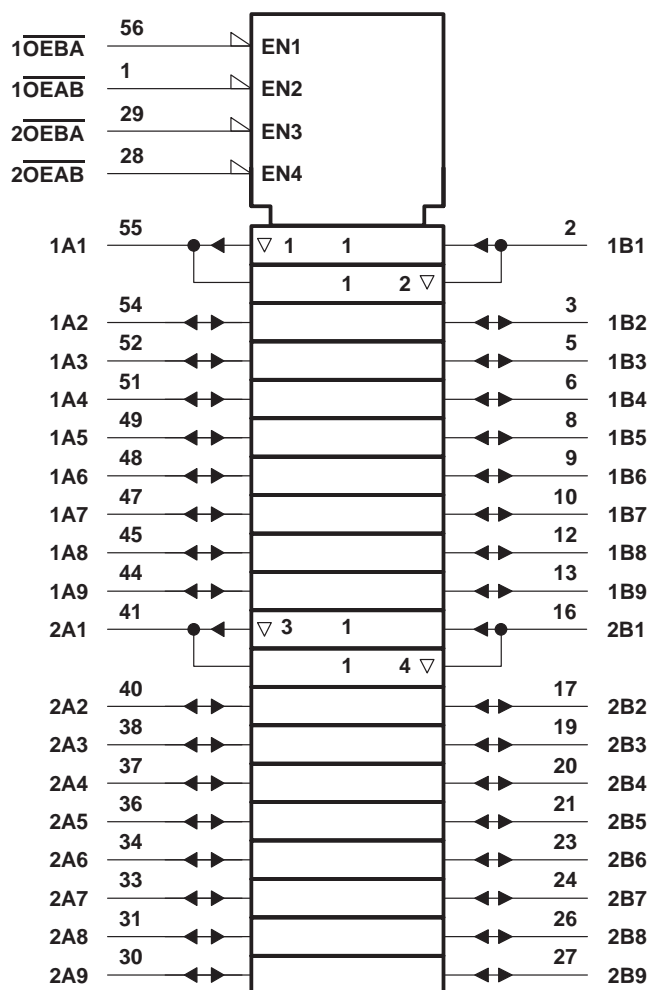 56
1OEBA EN1
1
1OEAB EN2
29
2OEBA EN3
28
2OEAB EN4
55 2
1A1 ▽ 1 1 1B1
1 2 ▽
54 3
1A2 1B2
52 5
1A3 1B3
51 6
1A4 1B4
49 8
1A5 1B5
48 9
1A6 1B6
47 10
1A7 1B7
45 12
1A8 1B8
44 13
1A9 1B9
41 16
2A1 ▽ 3 1 2B1
1 4 ▽
40 17
2A2 2B2
38 19
2A3 2B3
37 20
2A4 2B4
36 21
2A5 2B5
34 23
2A6 2B6
33 24
2A7 2B7
31 26
2A8 2B8
30 27
2A9 2B9